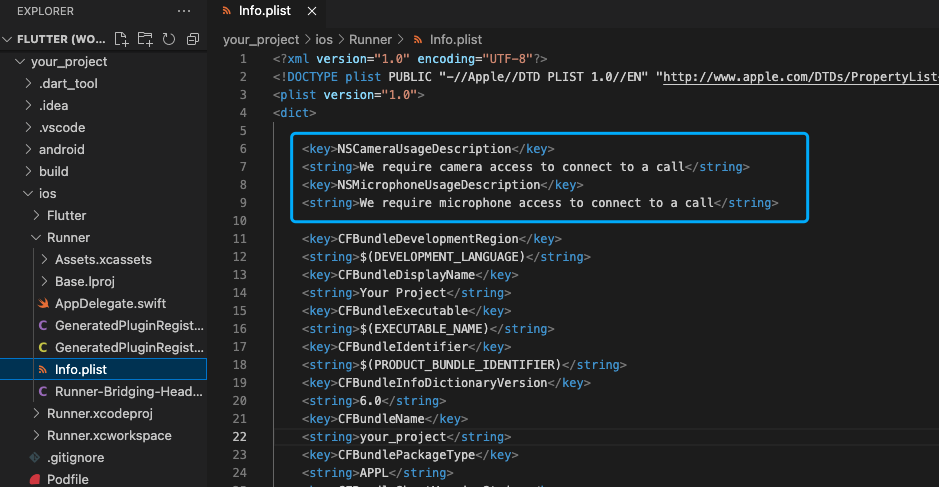 EXPLORER
FLUTTER (WO...
your_project
.dart_tool
.idea
.vscode
android
build
ios
Flutter
Runner
Assets.xcassets
Base.lproj
AppDelegate.swift
GeneratedPluginRegist...
GeneratedPluginRegist...
Info.plist
Runner-Bridging-Head...
Runner.xcodeproj
Runner.xcworkspace
.gitignore
Podfile
Info.plist
your_project > ios > Runner > Info.plist
1 <?xml version="1.0" encoding="UTF-8"?>
2 <!DOCTYPE plist PUBLIC "-//Apple//DTD PLIST 1.0//EN" "http://www.apple.com/DTDs/PropertyList-
3 <plist version="1.0">
4 <dict>
5
6 <key>NSCameraUsageDescription</key>
7 <string>We require camera access to connect to a call</string>
8 <key>NSMicrophoneUsageDescription</key>
9 <string>We require microphone access to connect to a call</string>
10
11 <key>CFBundleDevelopmentRegion</key>
12 <string>$(DEVELOPMENT_LANGUAGE)</string>
13 <key>CFBundleDisplayName</key>
14 <string>Your Project</string>
15 <key>CFBundleExecutable</key>
16 <string>$(EXECUTABLE_NAME)</string>
17 <key>CFBundleIdentifier</key>
18 <string>$(PRODUCT_BUNDLE_IDENTIFIER)</string>
19 <key>CFBundleInfoDictionaryVersion</key>
20 <string>6.0</string>
21 <key>CFBundleName</key>
22 <string>your_project</string>
23 <key>CFBundlePackageType</key>
24 <string>APPL</string>